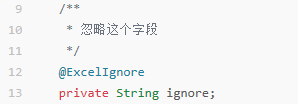 9 /**
10 * 忽略这个字段
11 */
12 @ExcelIgnore
13 private String ignore;